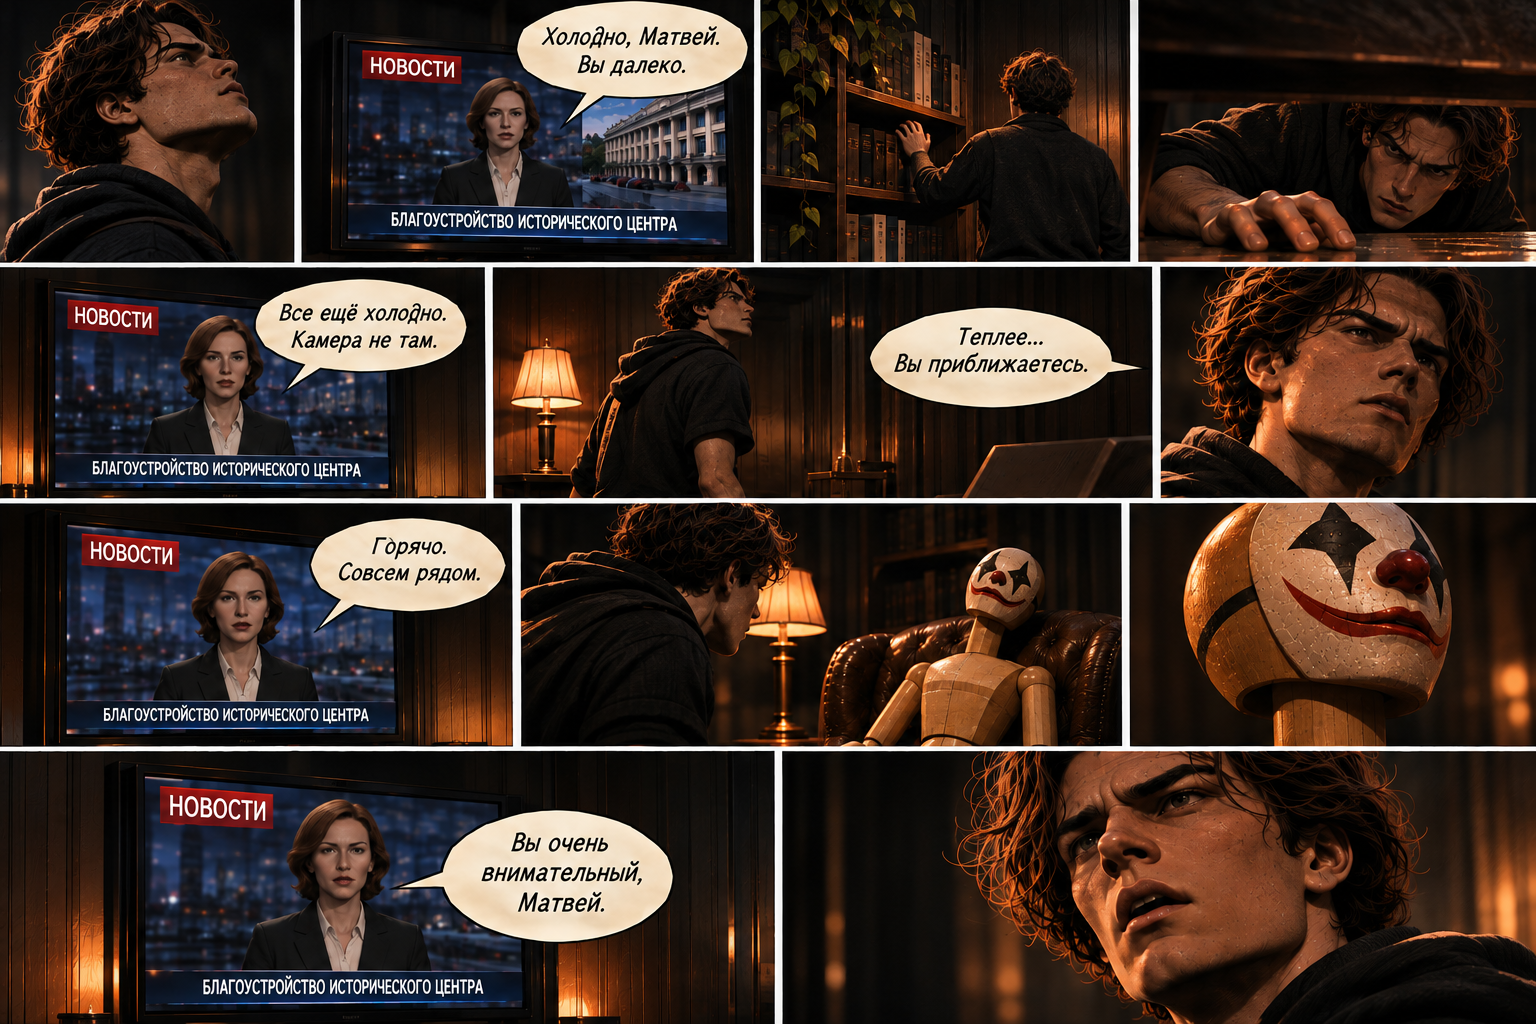 НОВОСТИ
Холодно, Матвей.
Вы далеко.
БЛАГОУСТРОЙСТВО ИСТОРИЧЕСКОГО ЦЕНТРА
НОВОСТИ
Все ещё холодно.
Камера не там.
БЛАГОУСТРОЙСТВО ИСТОРИЧЕСКОГО ЦЕНТРА
Теплее...
Вы приближаетесь.
НОВОСТИ
Горячо.
Совсем рядом.
БЛАГОУСТРОЙСТВО ИСТОРИЧЕСКОГО ЦЕНТРА
НОВОСТИ
Вы очень
внимательный,
Матвей.
БЛАГОУСТРОЙСТВО ИСТОРИЧЕСКОГО ЦЕНТРА